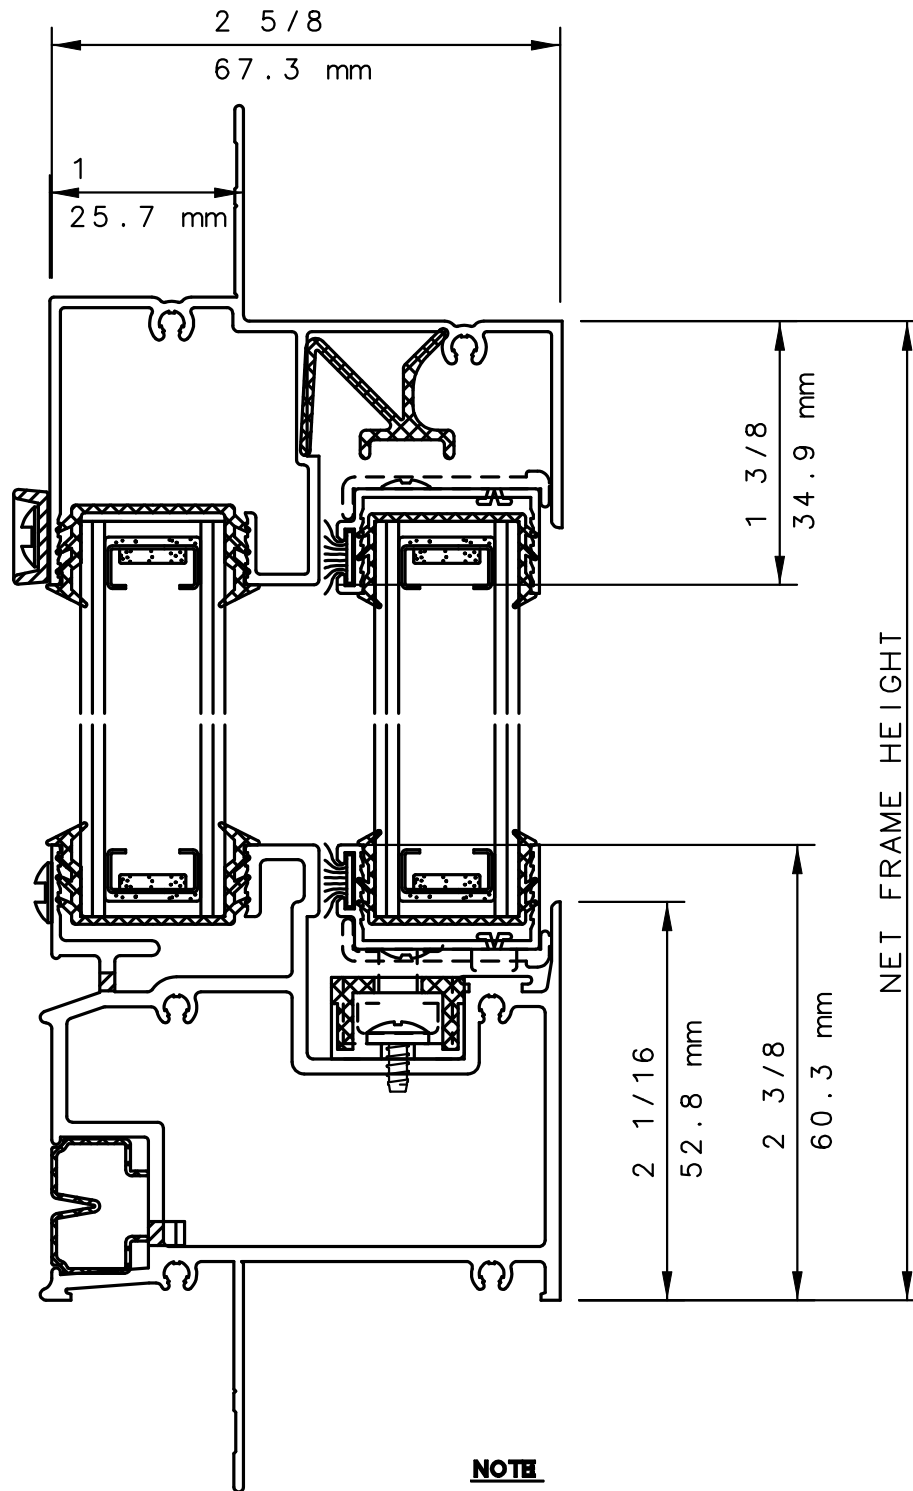 2 5/8
67.3 mm
1
25.7 mm
1 3/8
34.9 mm
NET FRAME HEIGHT
2 1/16
52.8 mm
2 3/8
60.3 mm
NOTE